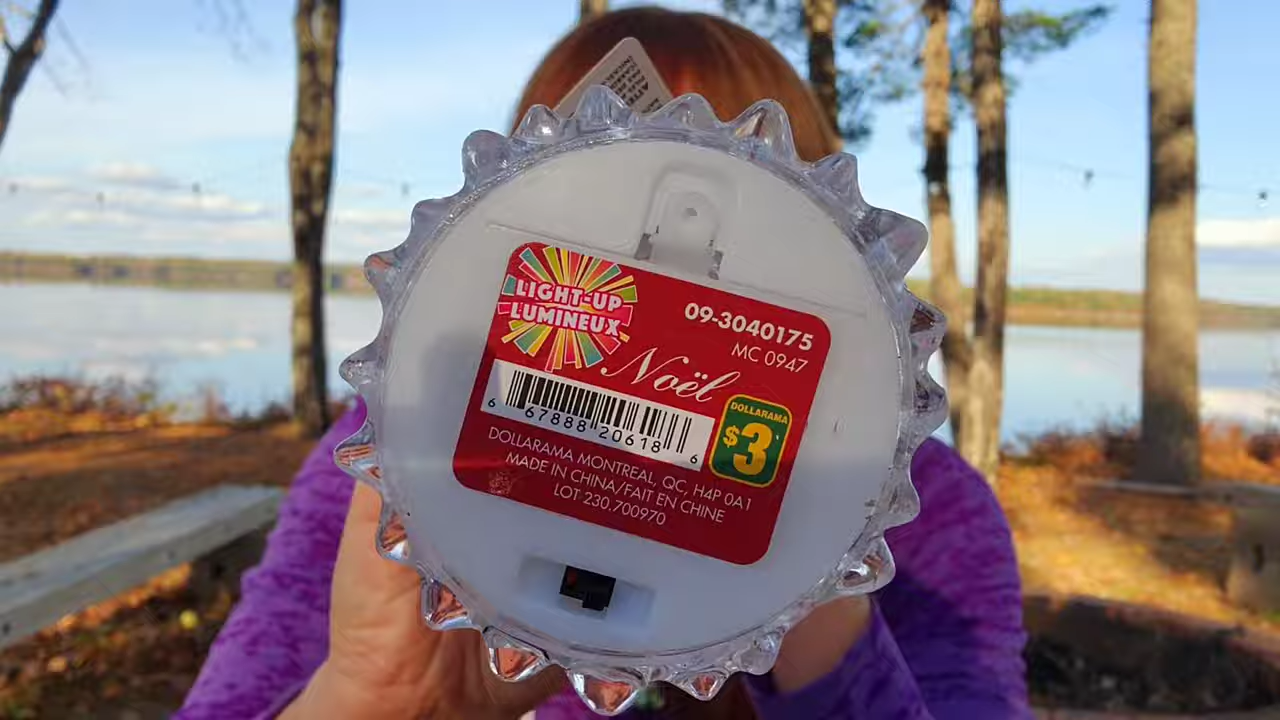 LIGHT-UP
LUMINEUX
09-3040175
MC 0947
Noël
6 67888 20618 6
DOLLARAMA
$3
DOLLARAMA MONTREAL, QC, H4P 0A1
MADE IN CHINA/FAIT EN CHINE
LOT 230.700970